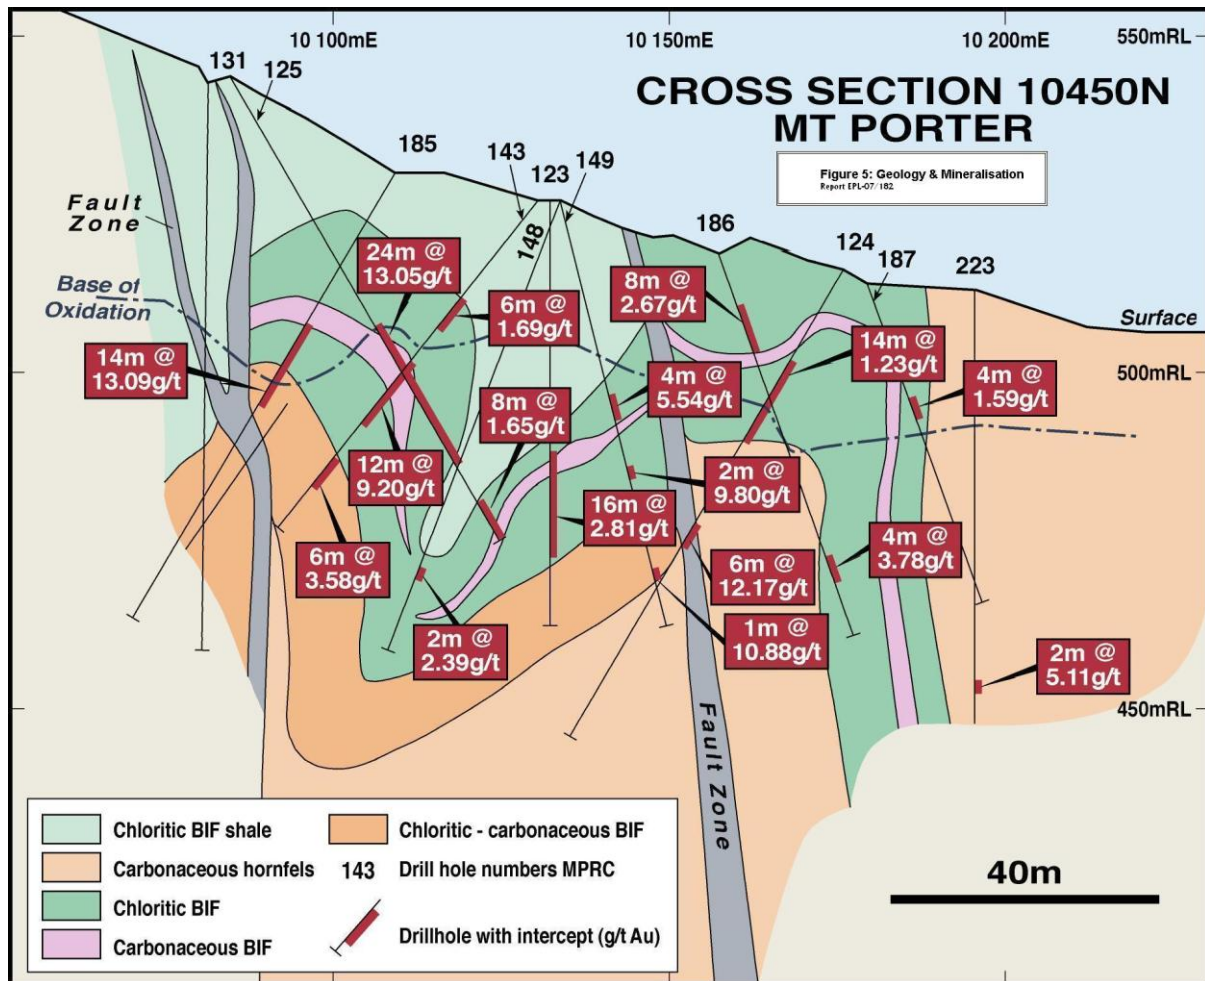 10 100mE
10 150mE
10 200mE
550mRL
CROSS SECTION 10450N
MT PORTER
Figure 5: Geology & Mineralisation
Report EPL-07/182
131
125
185
143
123
149
148
186
124
187
223
Fault
Zone
Base of
Oxidation
Surface
24m @
13.05g/t
6m @
1.69g/t
8m @
2.67g/t
14m @
13.09g/t
14m @
1.23g/t
4m @
5.54g/t
4m @
1.59g/t
500mRL
8m @
1.65g/t
12m @
9.20g/t
2m @
9.80g/t
16m @
2.81g/t
6m @
3.58g/t
6m @
12.17g/t
4m @
3.78g/t
2m @
2.39g/t
1m @
10.88g/t
2m @
5.11g/t
450mRL
Fault Zone
Chloritic BIF shale
Carbonaceous hornfels
Chloritic BIF
Carbonaceous BIF
Chloritic - carbonaceous BIF
143 Drill hole numbers MPRC
Drillhole with intercept (g/t Au)
40m